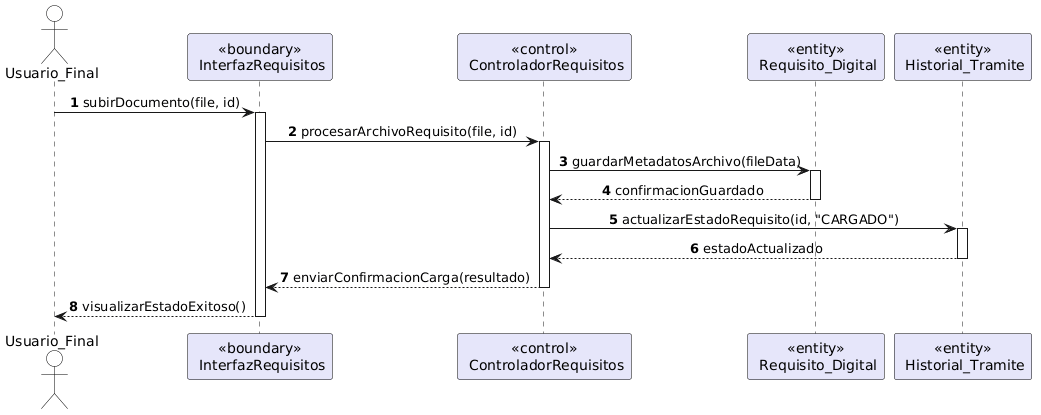 Usuario_Final
«boundary»
InterfazRequisitos
«control»
ControladorRequisitos
«entity»
Requisito_Digital
«entity»
Historial_Tramite
1 subirDocumento(file, id)
2 procesarArchivoRequisito(file, id)
3 guardarMetadatosArchivo(fileData)
4 confirmacionGuardado
5 actualizarEstadoRequisito(id, "CARGADO")
6 estadoActualizado
7 enviarConfirmacionCarga(resultado)
8 visualizarEstadoExitoso()
Usuario_Final
«boundary»
InterfazRequisitos
«control»
ControladorRequisitos
«entity»
Requisito_Digital
«entity»
Historial_Tramite